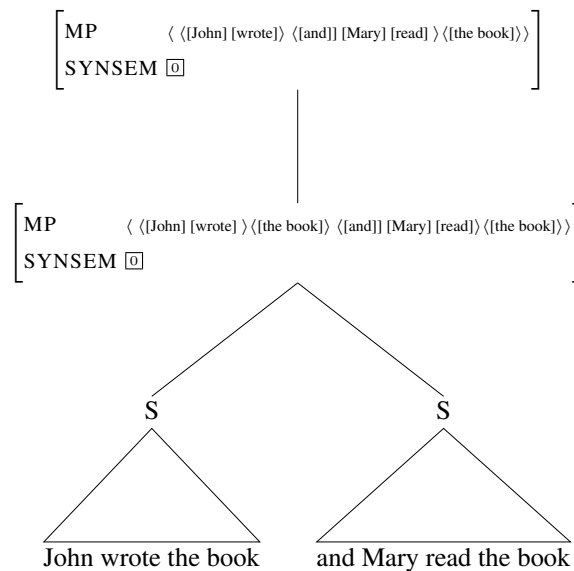 MP ⟨ ⟨[John] [wrote]⟩ ⟨[and]] [Mary] [read] ⟩⟨[the book]⟩⟩
SYNSEM 0
MP ⟨ ⟨[John] [wrote] ⟩⟨[the book]⟩ ⟨[and]] [Mary] [read]⟩⟨[the book]⟩⟩
SYNSEM 0
S S
John wrote the book and Mary read the book